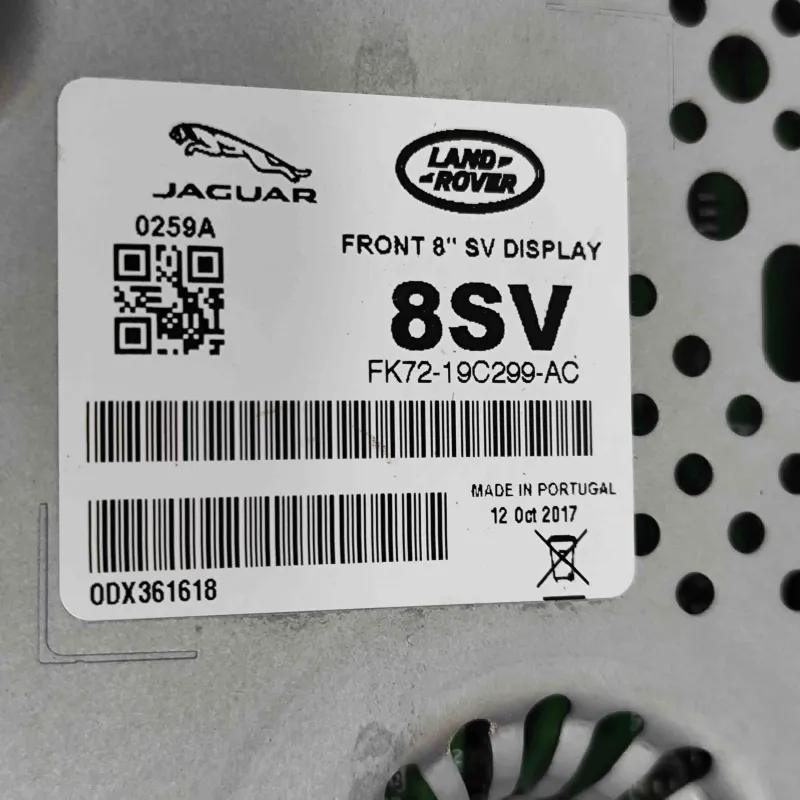 JAGUAR
LAND
ROVER
0259A
FRONT 8" SV DISPLAY
8SV
FK72-19C299-AC
MADE IN PORTUGAL
12 Oct 2017
0DX361618